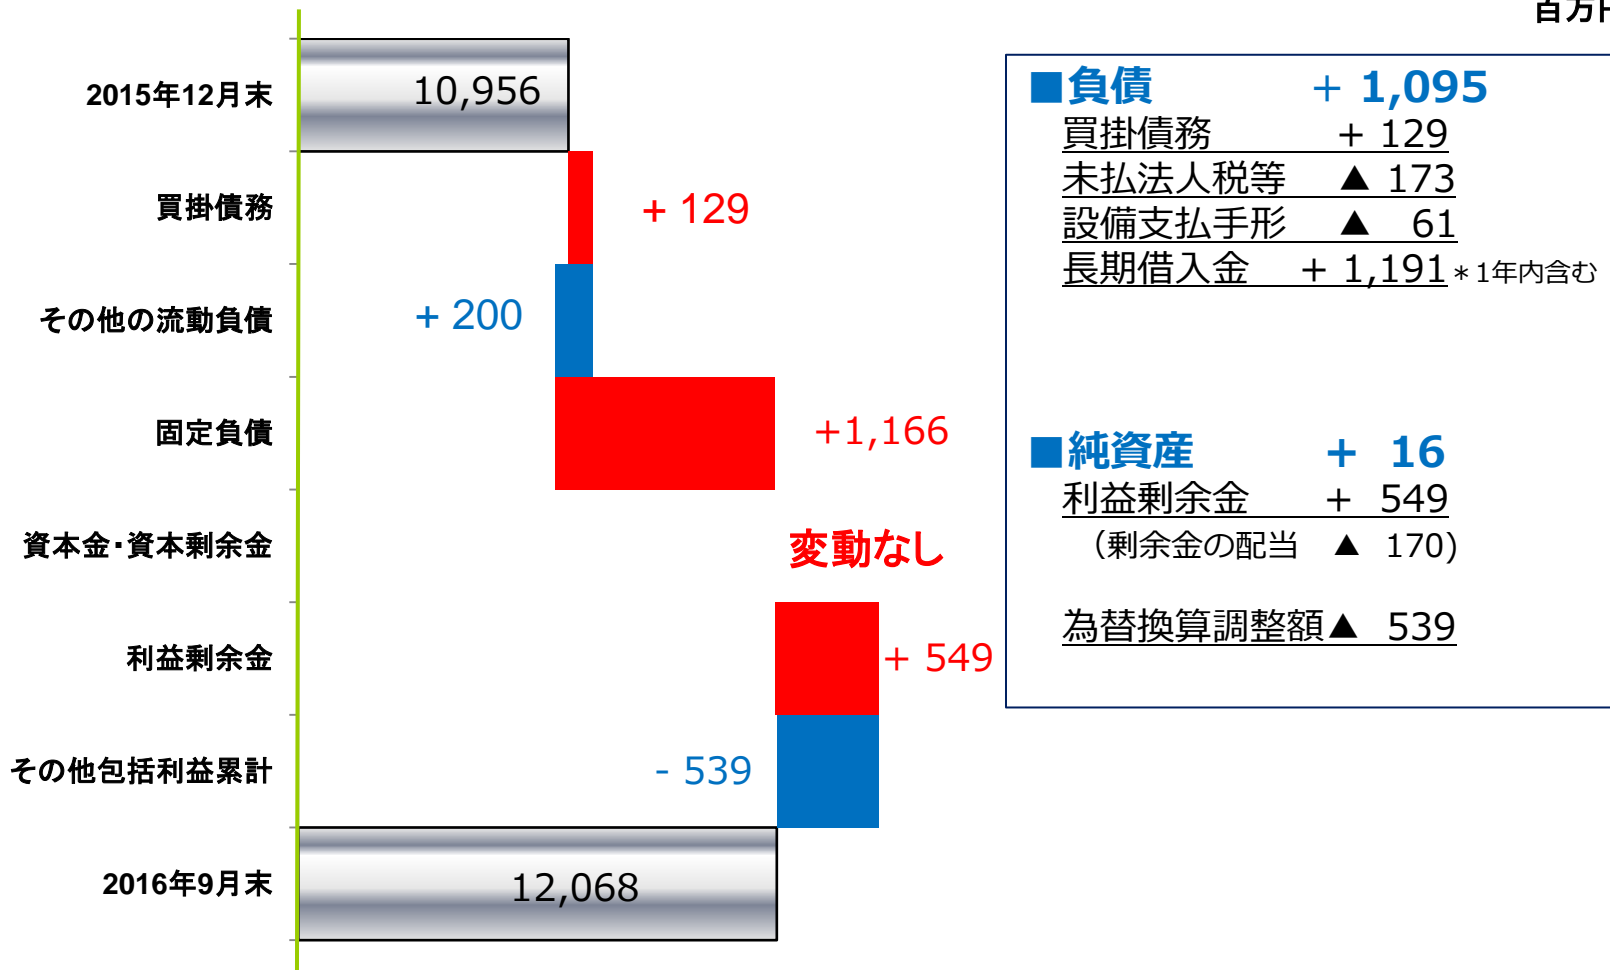 百万円
2015年12月末
10,956
買掛債務
+ 129
その他の流動負債
+ 200
固定負債
+1,166
資本金・資本剰余金
変動なし
利益剰余金
+ 549
その他包括利益累計
- 539
2016年9月末
12,068
■負債 + 1,095
買掛債務 + 129
未払法人税等 ▲ 173
設備支払手形 ▲ 61
長期借入金 + 1,191 *1年内含む
■純資産 + 16
利益剰余金 + 549
(剰余金の配当 ▲ 170)
為替換算調整額▲ 539